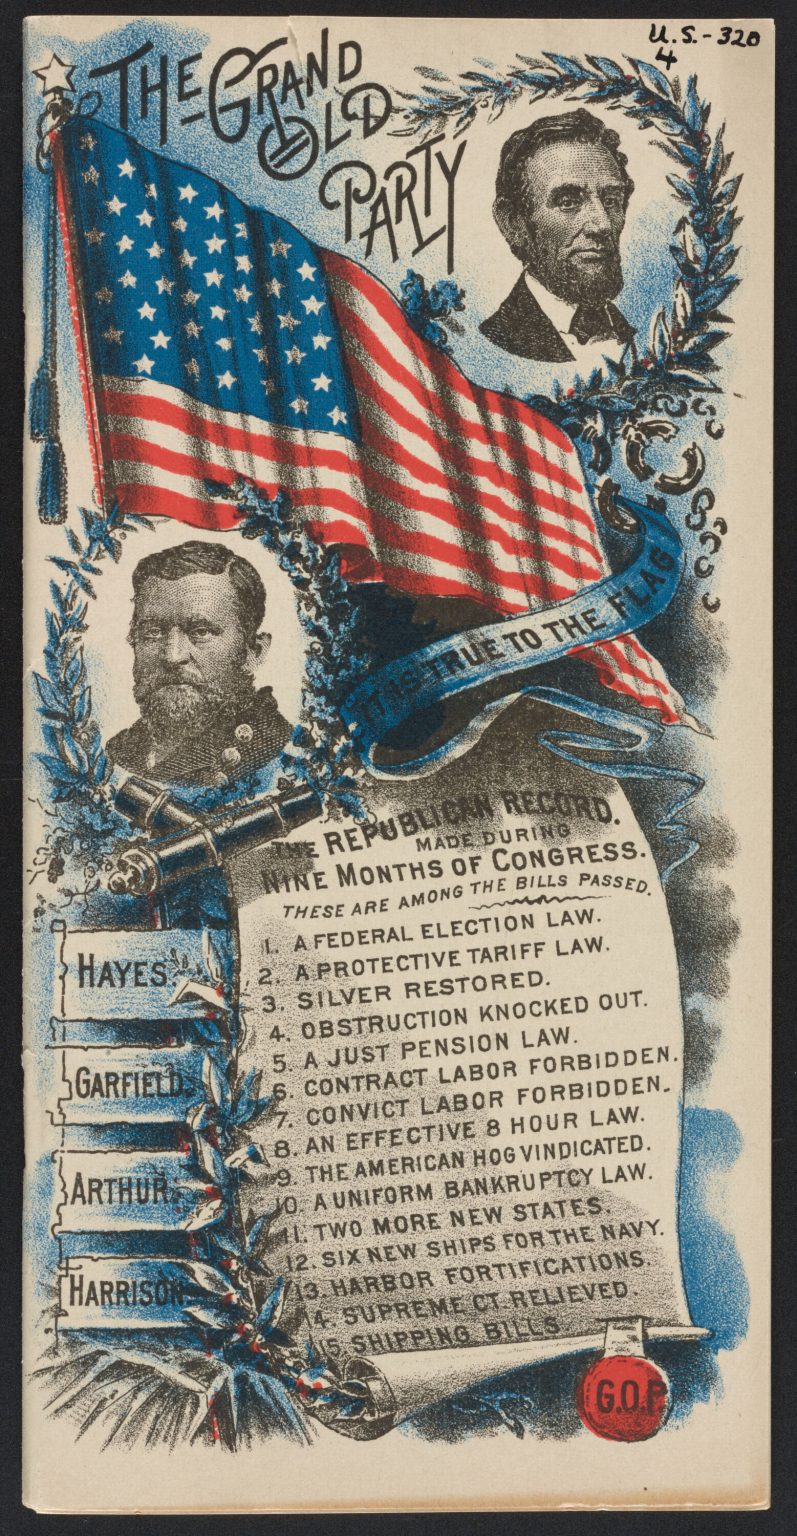 U.S.-320
4
THE GRAND
OLD
PARTY
IT IS TRUE TO THE FLAG
THE REPUBLICAN RECORD.
MADE DURING
NINE MONTHS OF CONGRESS.
THESE ARE AMONG THE BILLS PASSED.
1. A FEDERAL ELECTION LAW.
2. A PROTECTIVE TARIFF LAW.
3. SILVER RESTORED.
4. OBSTRUCTION KNOCKED OUT.
5. A JUST PENSION LAW.
6. CONTRACT LABOR FORBIDDEN.
7. CONVICT LABOR FORBIDDEN.
8. AN EFFECTIVE 8 HOUR LAW.
9. THE AMERICAN HOG VINDICATED.
10. A UNIFORM BANKRUPTCY LAW.
11. TWO MORE NEW STATES.
12. SIX NEW SHIPS FOR THE NAVY.
13. HARBOR FORTIFICATIONS.
14. SUPREME CT. RELIEVED.
15. SHIPPING BILLS.
HAYES.
GARFIELD.
ARTHUR.
HARRISON
G.O.P